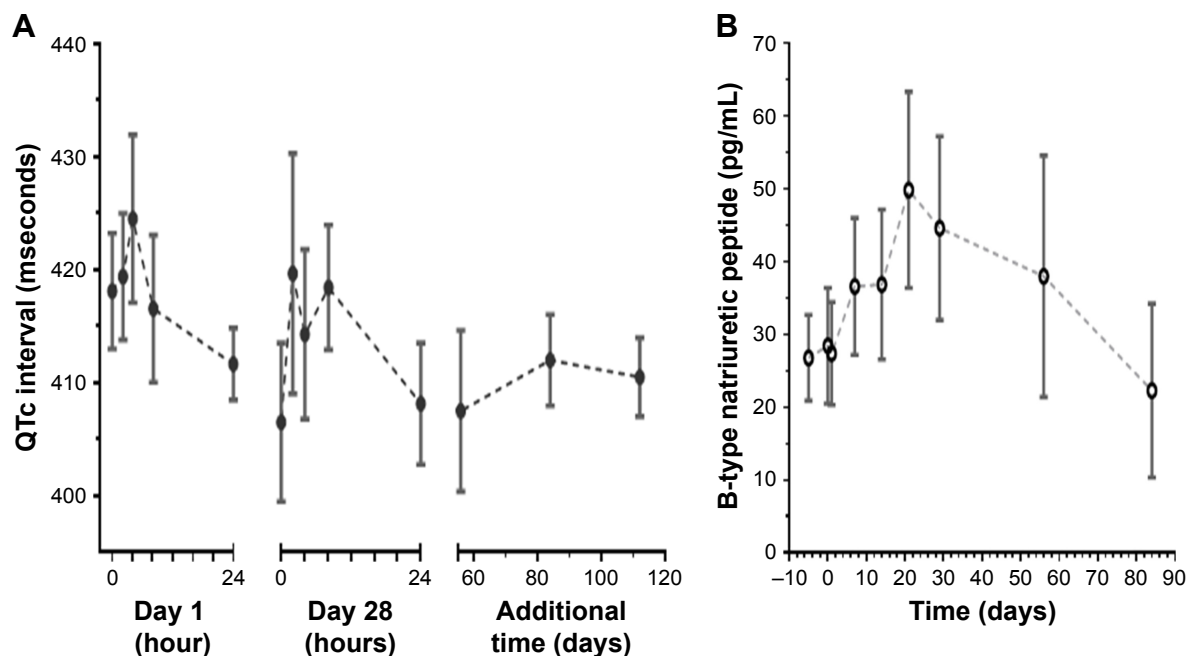 A
QTc interval (mseconds)
440
430
420
410
400
0 24
Day 1
(hour)
0 24
Day 28
(hours)
60 80 100 120
Additional
time (days)
B
B-type natriuretic peptide (pg/mL)
70
60
50
40
30
20
10
0
–10 0 10 20 30 40 50 60 70 80 90
Time (days)